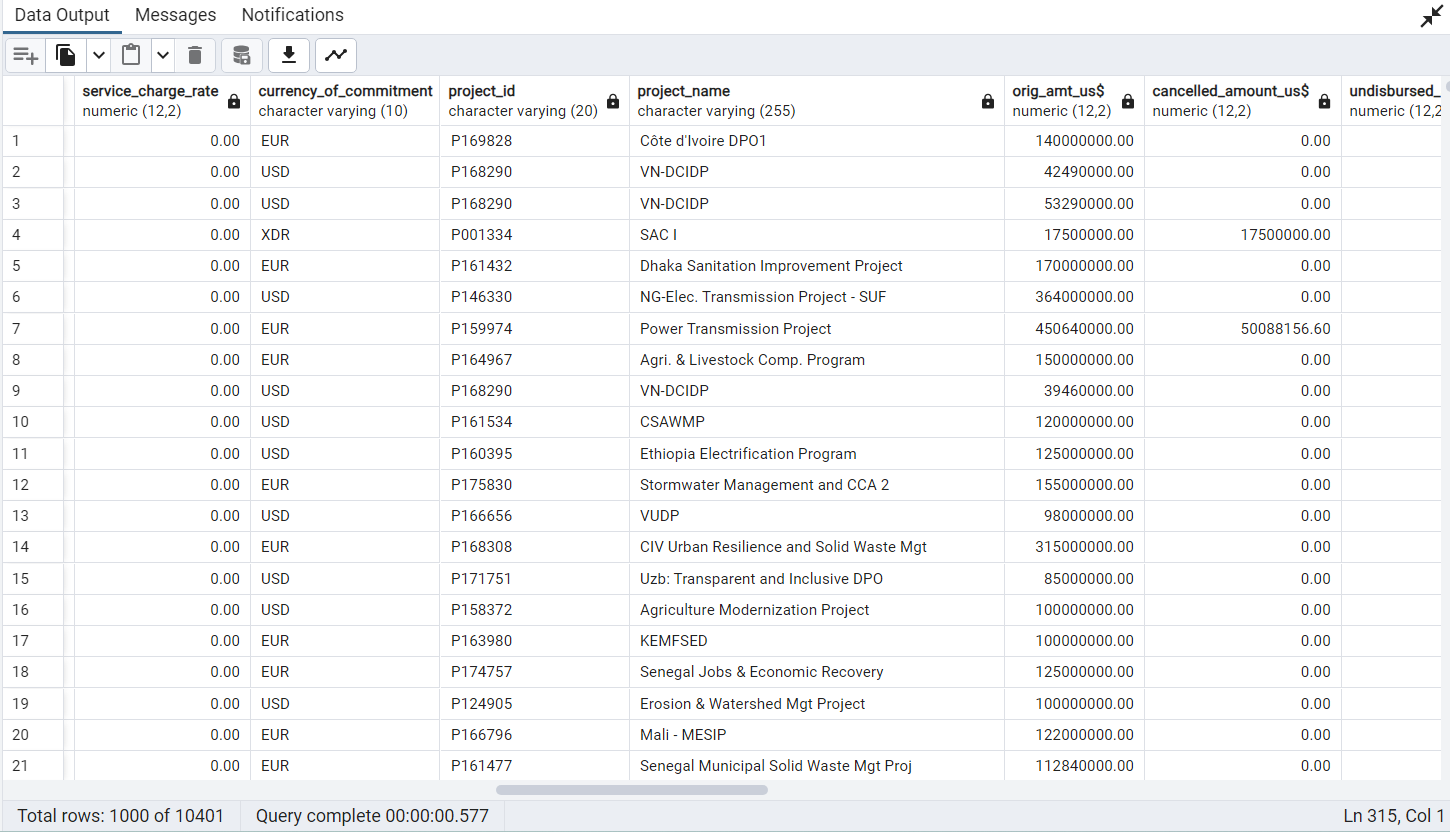 Data Output Messages Notifications
service_charge_rate currency_of_commitment project_id project_name orig_amt_us$ cancelled_amount_us$ undisbursed_
numeric (12,2) character varying (10) character varying (20) character varying (255) numeric (12,2) numeric (12,2) numeric (12,2
1 0.00 EUR P169828 Côte d'Ivoire DPO1 140000000.00 0.00
2 0.00 USD P168290 VN-DCIDP 42490000.00 0.00
3 0.00 USD P168290 VN-DCIDP 53290000.00 0.00
4 0.00 XDR P001334 SAC I 17500000.00 17500000.00
5 0.00 EUR P161432 Dhaka Sanitation Improvement Project 170000000.00 0.00
6 0.00 USD P146330 NG-Elec. Transmission Project - SUF 364000000.00 0.00
7 0.00 EUR P159974 Power Transmission Project 450640000.00 50088156.60
8 0.00 EUR P164967 Agri. & Livestock Comp. Program 150000000.00 0.00
9 0.00 USD P168290 VN-DCIDP 39460000.00 0.00
10 0.00 USD P161534 CSAWMP 120000000.00 0.00
11 0.00 USD P160395 Ethiopia Electrification Program 125000000.00 0.00
12 0.00 EUR P175830 Stormwater Management and CCA 2 155000000.00 0.00
13 0.00 USD P166656 VUDP 98000000.00 0.00
14 0.00 EUR P168308 CIV Urban Resilience and Solid Waste Mgt 315000000.00 0.00
15 0.00 USD P171751 Uzb: Transparent and Inclusive DPO 85000000.00 0.00
16 0.00 USD P158372 Agriculture Modernization Project 100000000.00 0.00
17 0.00 EUR P163980 KEMFSED 100000000.00 0.00
18 0.00 EUR P174757 Senegal Jobs & Economic Recovery 125000000.00 0.00
19 0.00 USD P124905 Erosion & Watershed Mgt Project 100000000.00 0.00
20 0.00 EUR P166796 Mali - MESIP 122000000.00 0.00
21 0.00 EUR P161477 Senegal Municipal Solid Waste Mgt Proj 112840000.00 0.00
Total rows: 1000 of 10401 Query complete 00:00:00.577 Ln 315, Col 1